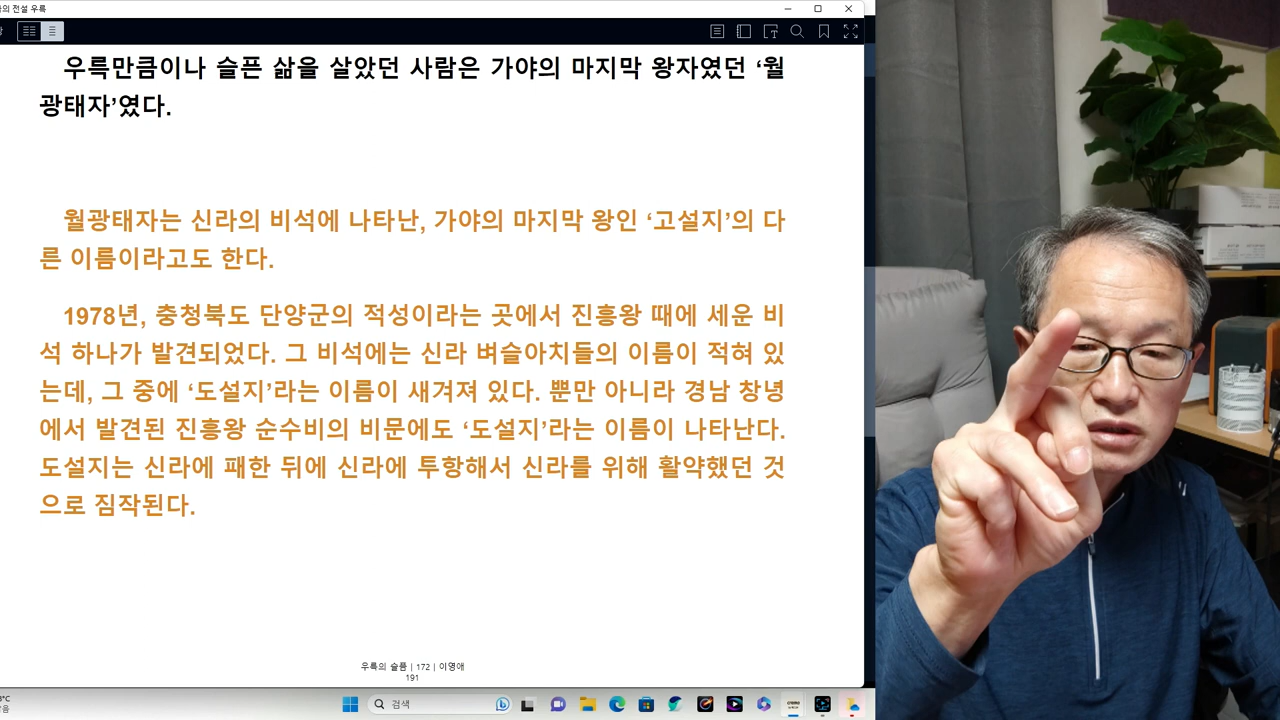 의 전설 우륵
우륵만큼이나 슬픈 삶을 살았던 사람은 가야의 마지막 왕자였던 ‘월
광태자’였다.
월광태자는 신라의 비석에 나타난, 가야의 마지막 왕인 ‘고설지’의 다
른 이름이라고도 한다.
1978년, 충청북도 단양군의 적성이라는 곳에서 진흥왕 때에 세운 비
석 하나가 발견되었다. 그 비석에는 신라 벼슬아치들의 이름이 적혀 있
는데, 그 중에 ‘도설지’라는 이름이 새겨져 있다. 뿐만 아니라 경남 창녕
에서 발견된 진흥왕 순수비의 비문에도 ‘도설지’라는 이름이 나타난다.
도설지는 신라에 패한 뒤에 신라에 투항해서 신라를 위해 활약했던 것
으로 짐작된다.
우륵의 슬픔 | 172 | 이영애
191
검색